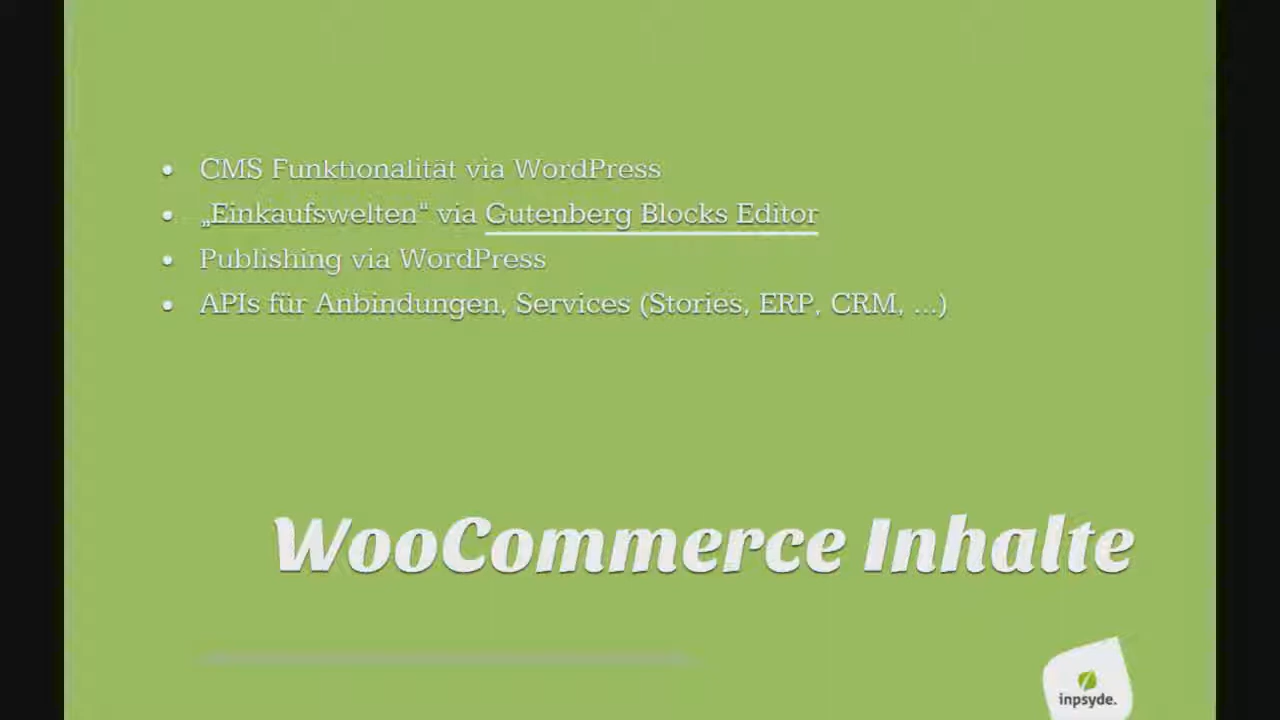 • CMS Funktionalität via WordPress
• „Einkaufswelten“ via Gutenberg Blocks Editor
• Publishing via WordPress
• APIs für Anbindungen, Services (Stories, ERP, CRM, ...)
WooCommerce Inhalte
inpsyde.